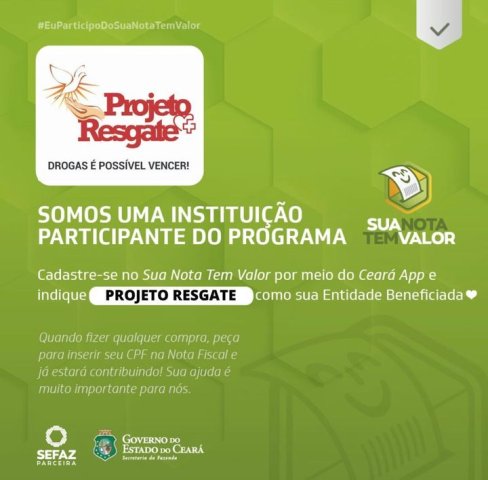 #EuParticipoDoSuaNotaTemValor
Projeto
Resgate
DROGAS É POSSÍVEL VENCER!
SOMOS UMA INSTITUIÇÃO
PARTICIPANTE DO PROGRAMA
SUA NOTA
TEM VALOR
Cadastre-se no Sua Nota Tem Valor por meio do Ceará App e
indique PROJETO RESGATE como sua Entidade Beneficiada
Quando fizer qualquer compra, peça
para inserir seu CPF na Nota Fiscal e
já estará contribuindo! Sua ajuda é
muito importante para nós.
SEFAZ
PARCEIRA
GOVERNO DO
ESTADO DO CEARÁ
Secretaria da Fazenda